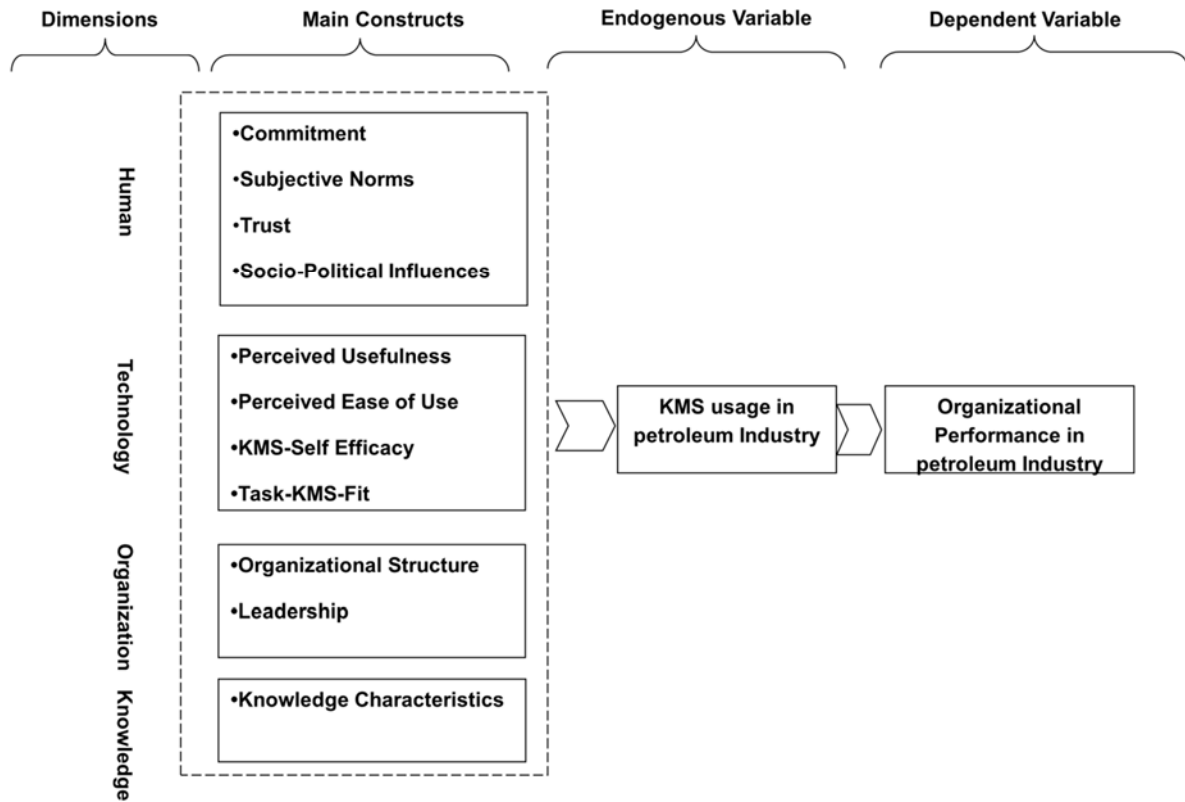 Dimensions
Main Constructs
Endogenous Variable
Dependent Variable
Human
•Commitment
•Subjective Norms
•Trust
•Socio-Political Influences
Technology
•Perceived Usefulness
•Perceived Ease of Use
•KMS-Self Efficacy
•Task-KMS-Fit
Organization
•Organizational Structure
•Leadership
Knowledge
•Knowledge Characteristics
KMS usage in
petroleum Industry
Organizational
Performance in
petroleum Industry